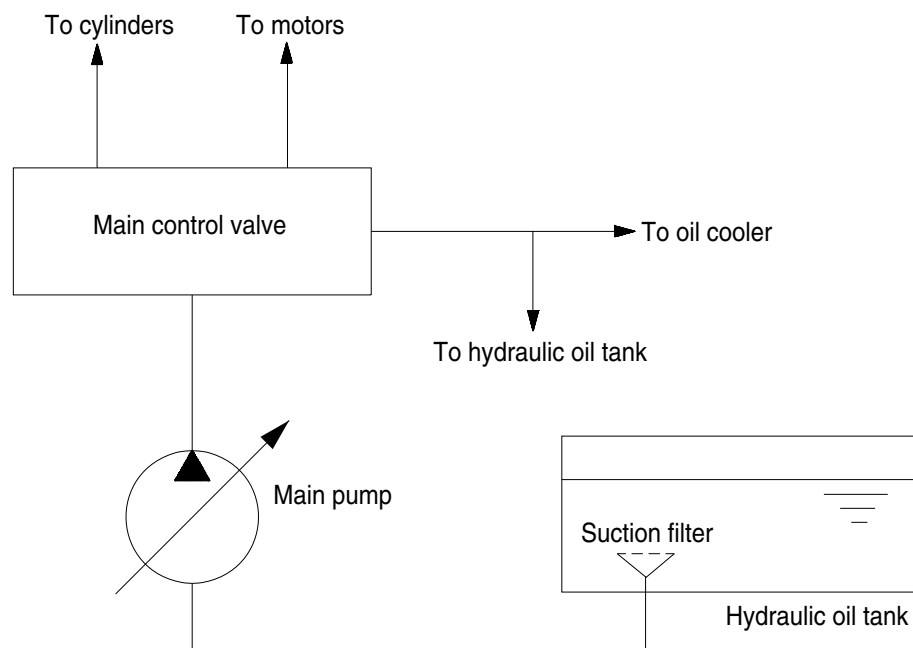 To cylinders
To motors
Main control valve
To oil cooler
To hydraulic oil tank
Main pump
Suction filter
Hydraulic oil tank